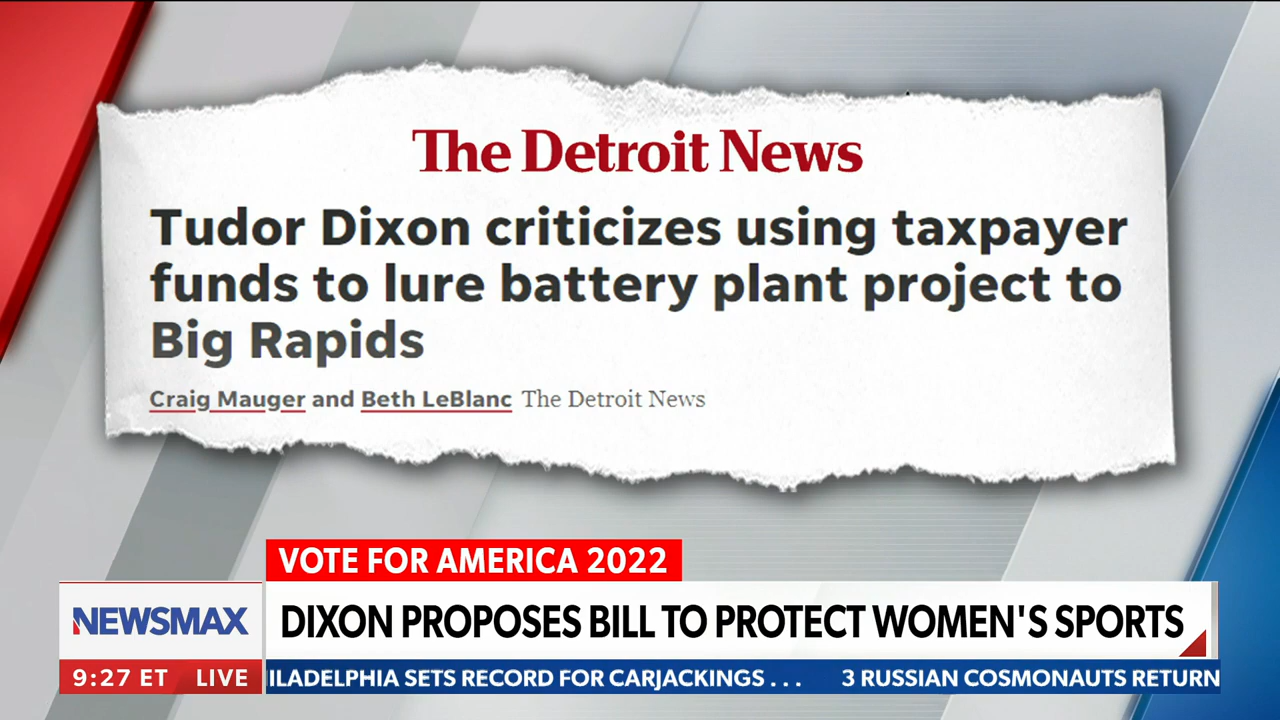 The Detroit News
Tudor Dixon criticizes using taxpayer
funds to lure battery plant project to
Big Rapids
Craig Mauger and Beth LeBlanc The Detroit News
VOTE FOR AMERICA 2022
NEWSMAX
DIXON PROPOSES BILL TO PROTECT WOMEN'S SPORTS
9:27 ET LIVE
ILADELPHIA SETS RECORD FOR CARJACKINGS . . . 3 RUSSIAN COSMONAUTS RETURN